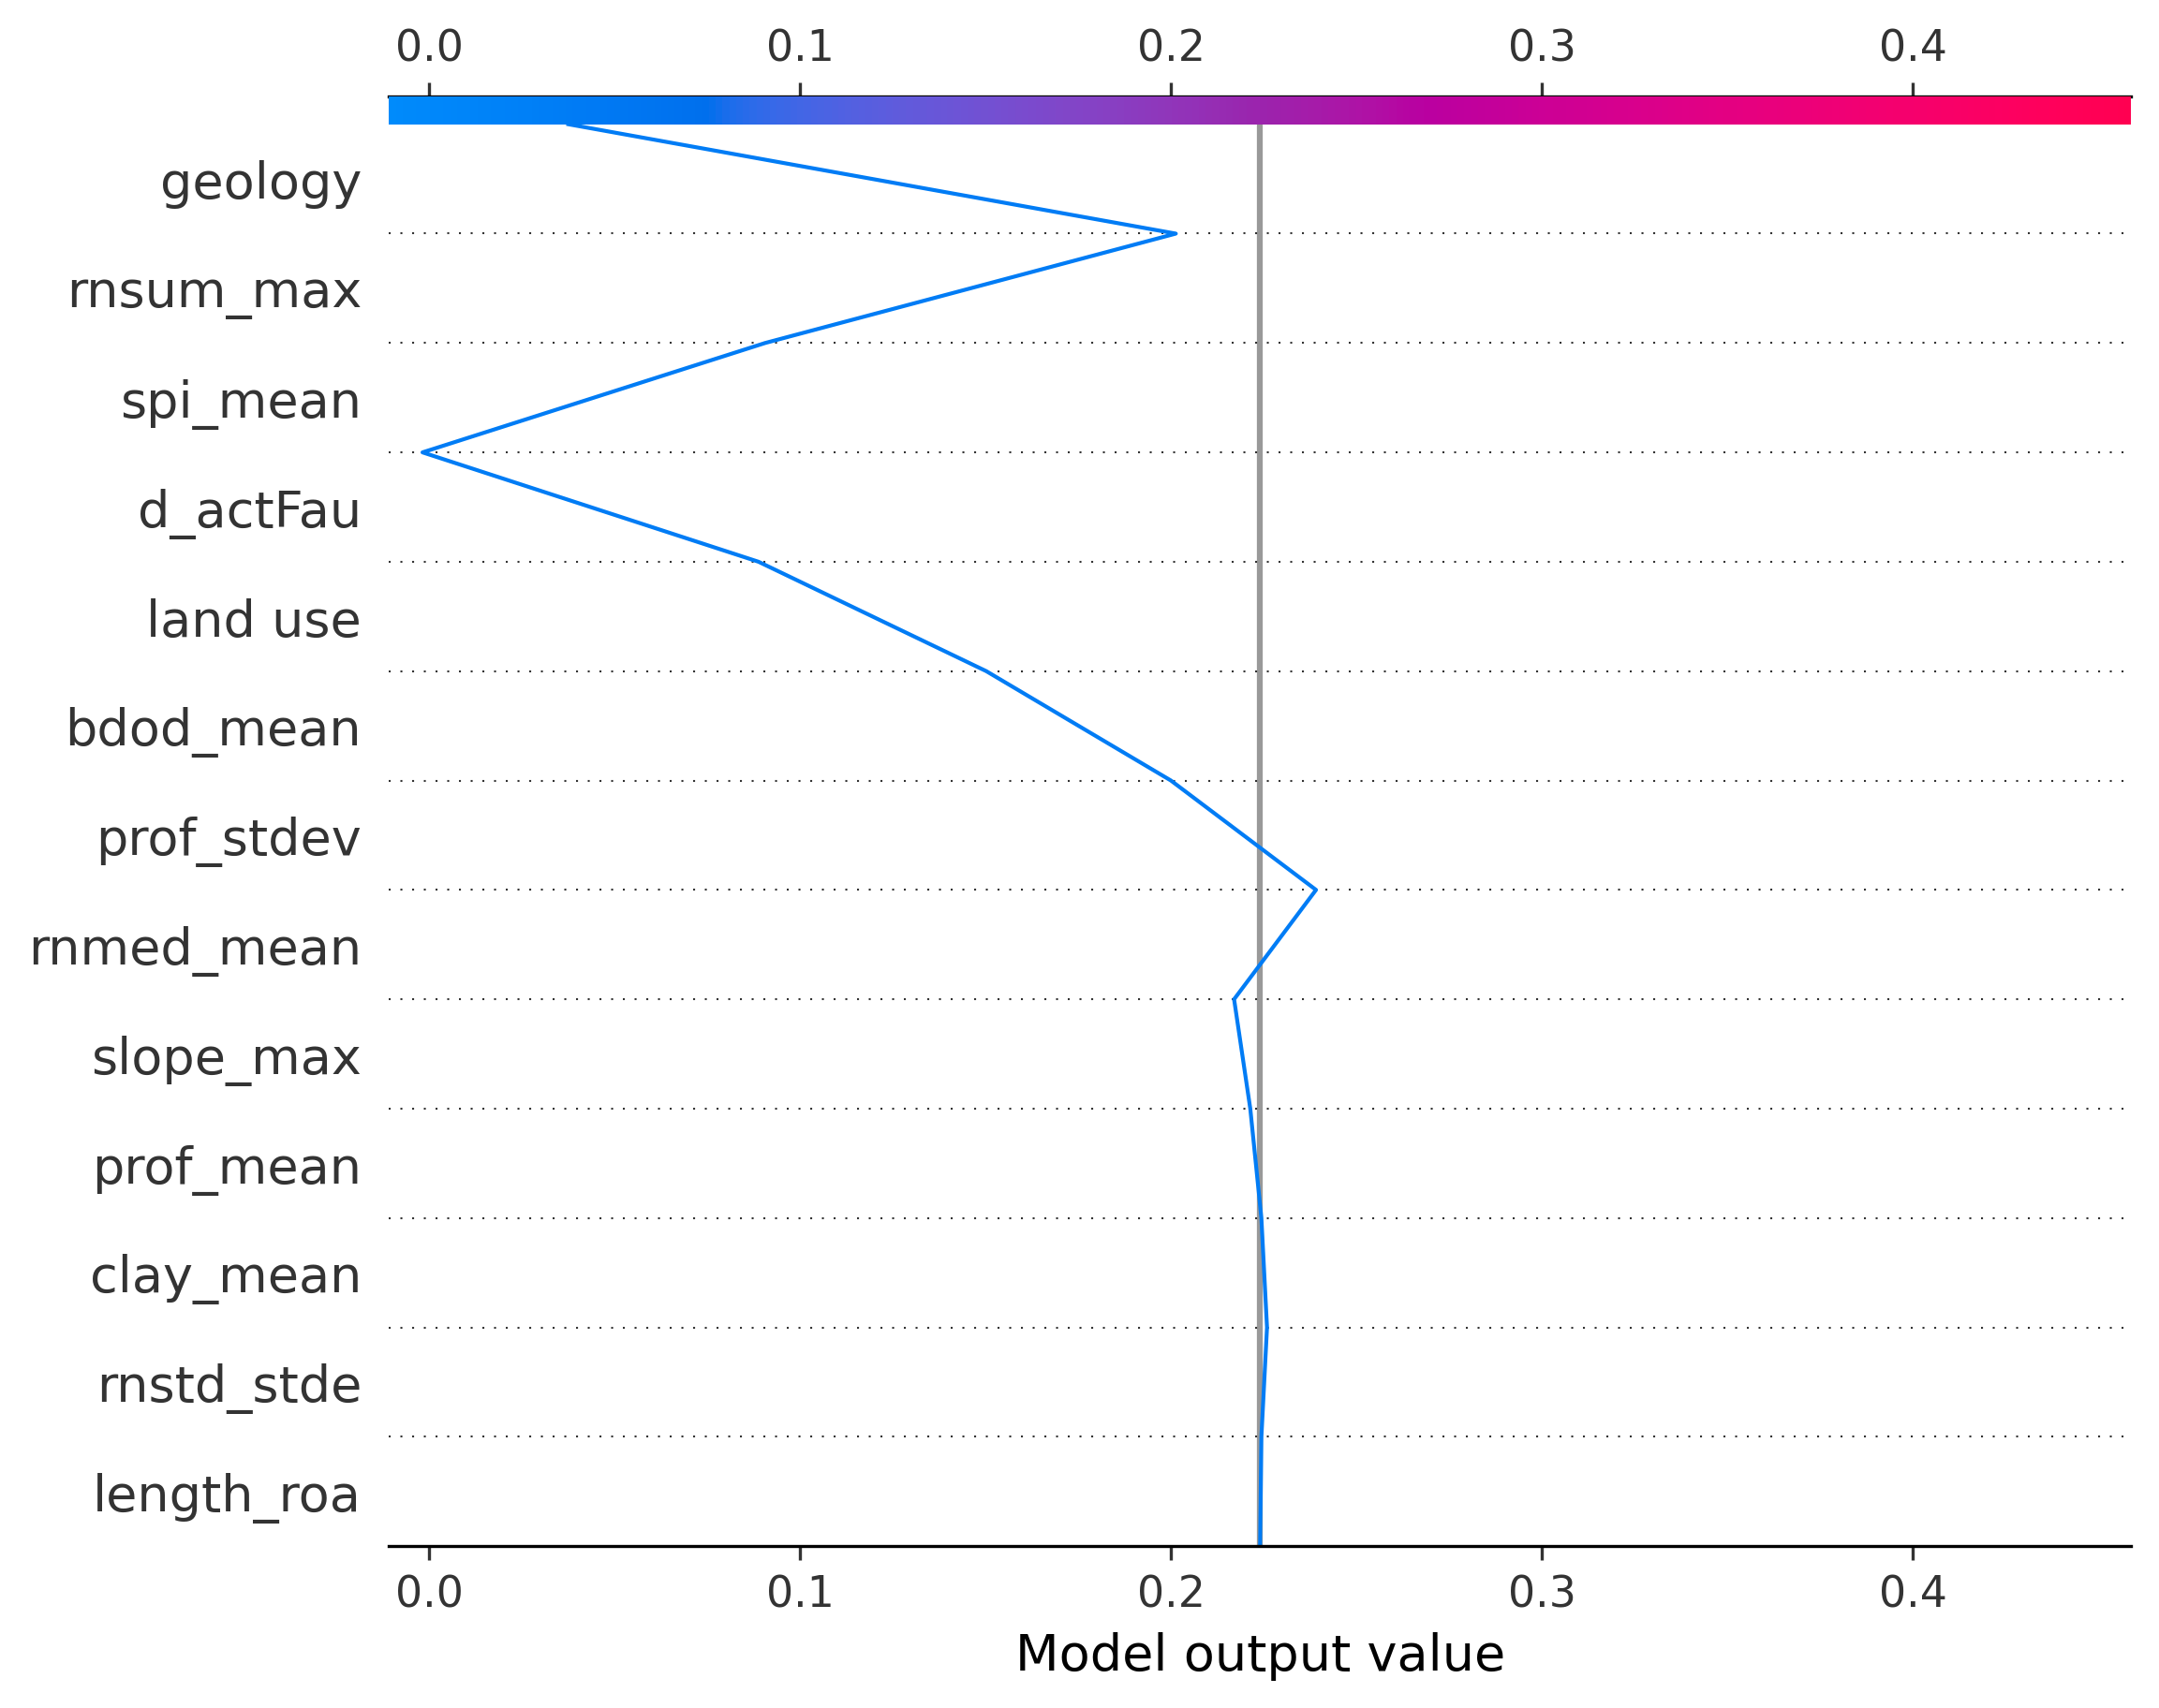 0.0 0.1 0.2 0.3 0.4
geology
rnsum_max
spi_mean
d_actFau
land use
bdod_mean
prof_stdev
rnmed_mean
slope_max
prof_mean
clay_mean
rnstd_stde
length_roa
0.0 0.1 0.2 0.3 0.4
Model output value